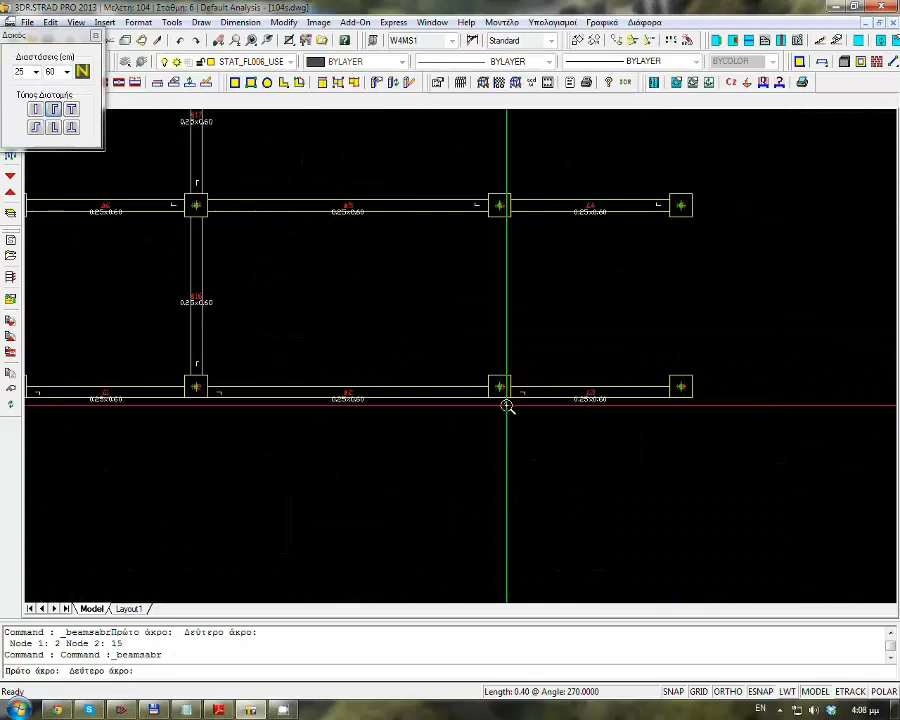 3DR.STRAD PRO 2013 | Μελέτη: 104 | Στάθμη: 6 | Default Analysis | [104s.dwg]
File Edit View Insert Format Tools Draw Dimension Modify Image Add-On Express Window Help Μοντέλο Υπολογισμοί Γραφικά Διάφορα
Δοκός
Διαστάσεις (cm)
25 60 N
Τύπος Διατομής
W4MS1 Standard
STAT_FL006_USE BYLAYER BYLAYER BYLAYER BYCOLOR
0.25x0.60
0.25x0.60 0.25x0.60 0.25x0.60
0.25x0.60
0.25x0.60 0.25x0.60 0.25x0.60
Model Layout1
Command : _beamsabrΠρώτο άκρο: Δεύτερο άκρο:
Node 1: 2 Node 2: 15
Command : Command :_beamsabr
Πρώτο άκρο: Δεύτερο άκρο:
Ready Length: 0.40 @ Angle: 270.0000 SNAP GRID ORTHO ESNAP LWT MODEL ETRACK POLAR
EN 4:08 μμ